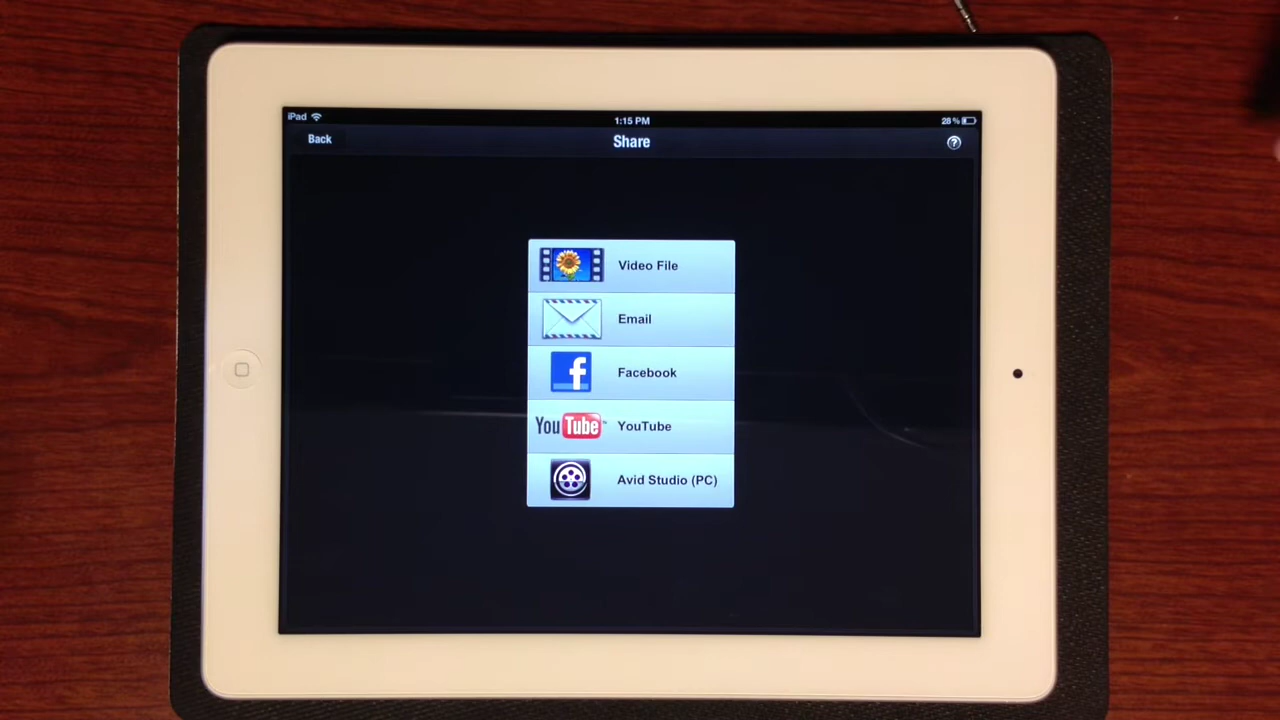 iPad 1:15 PM 28%
Back Share ?
Video File
Email
f Facebook
YouTube YouTube
Avid Studio (PC)